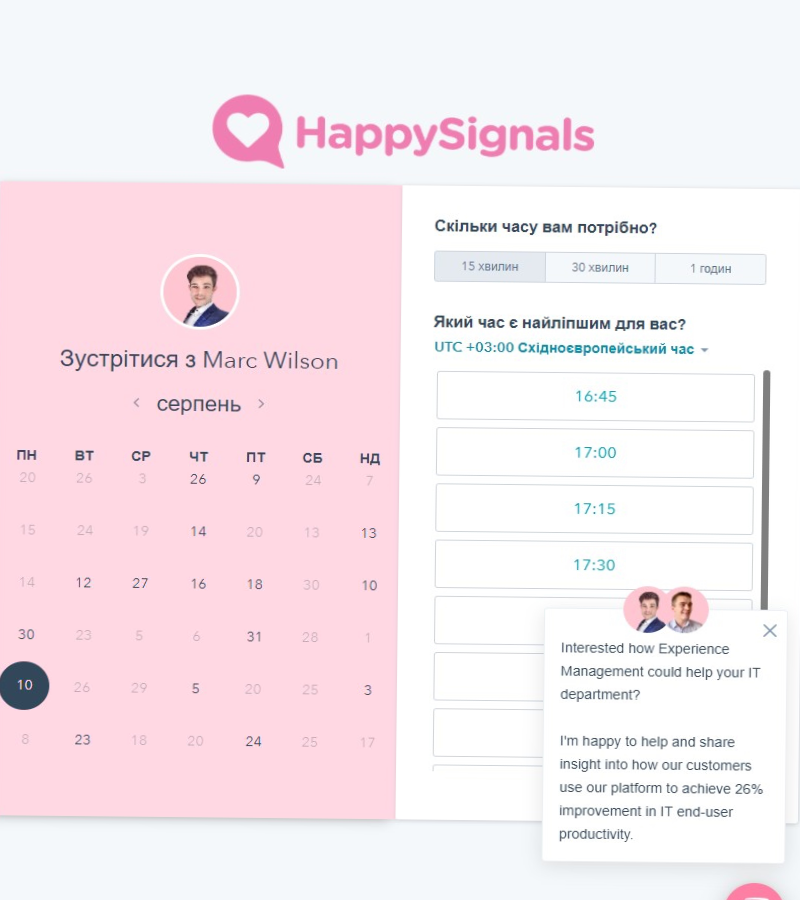 HappySignals
Зустрітися з Marc Wilson
серпень
ПН ВТ СР ЧТ ПТ СБ НД
20 26 3 26 9 24 7
15 24 19 14 20 13 13
14 12 27 16 18 30 10
30 23 5 6 31 28 1
10 26 29 5 20 25 3
8 23 18 20 24 25 17
Скільки часу вам потрібно?
15 хвилин 30 хвилин 1 годин
Який час є найліпшим для вас?
UTC +03:00 Східноєвропейський час
16:45
17:00
17:15
17:30
Interested how Experience
Management could help your IT
department?
I'm happy to help and share
insight into how our customers
use our platform to achieve 26%
improvement in IT end-user
productivity.